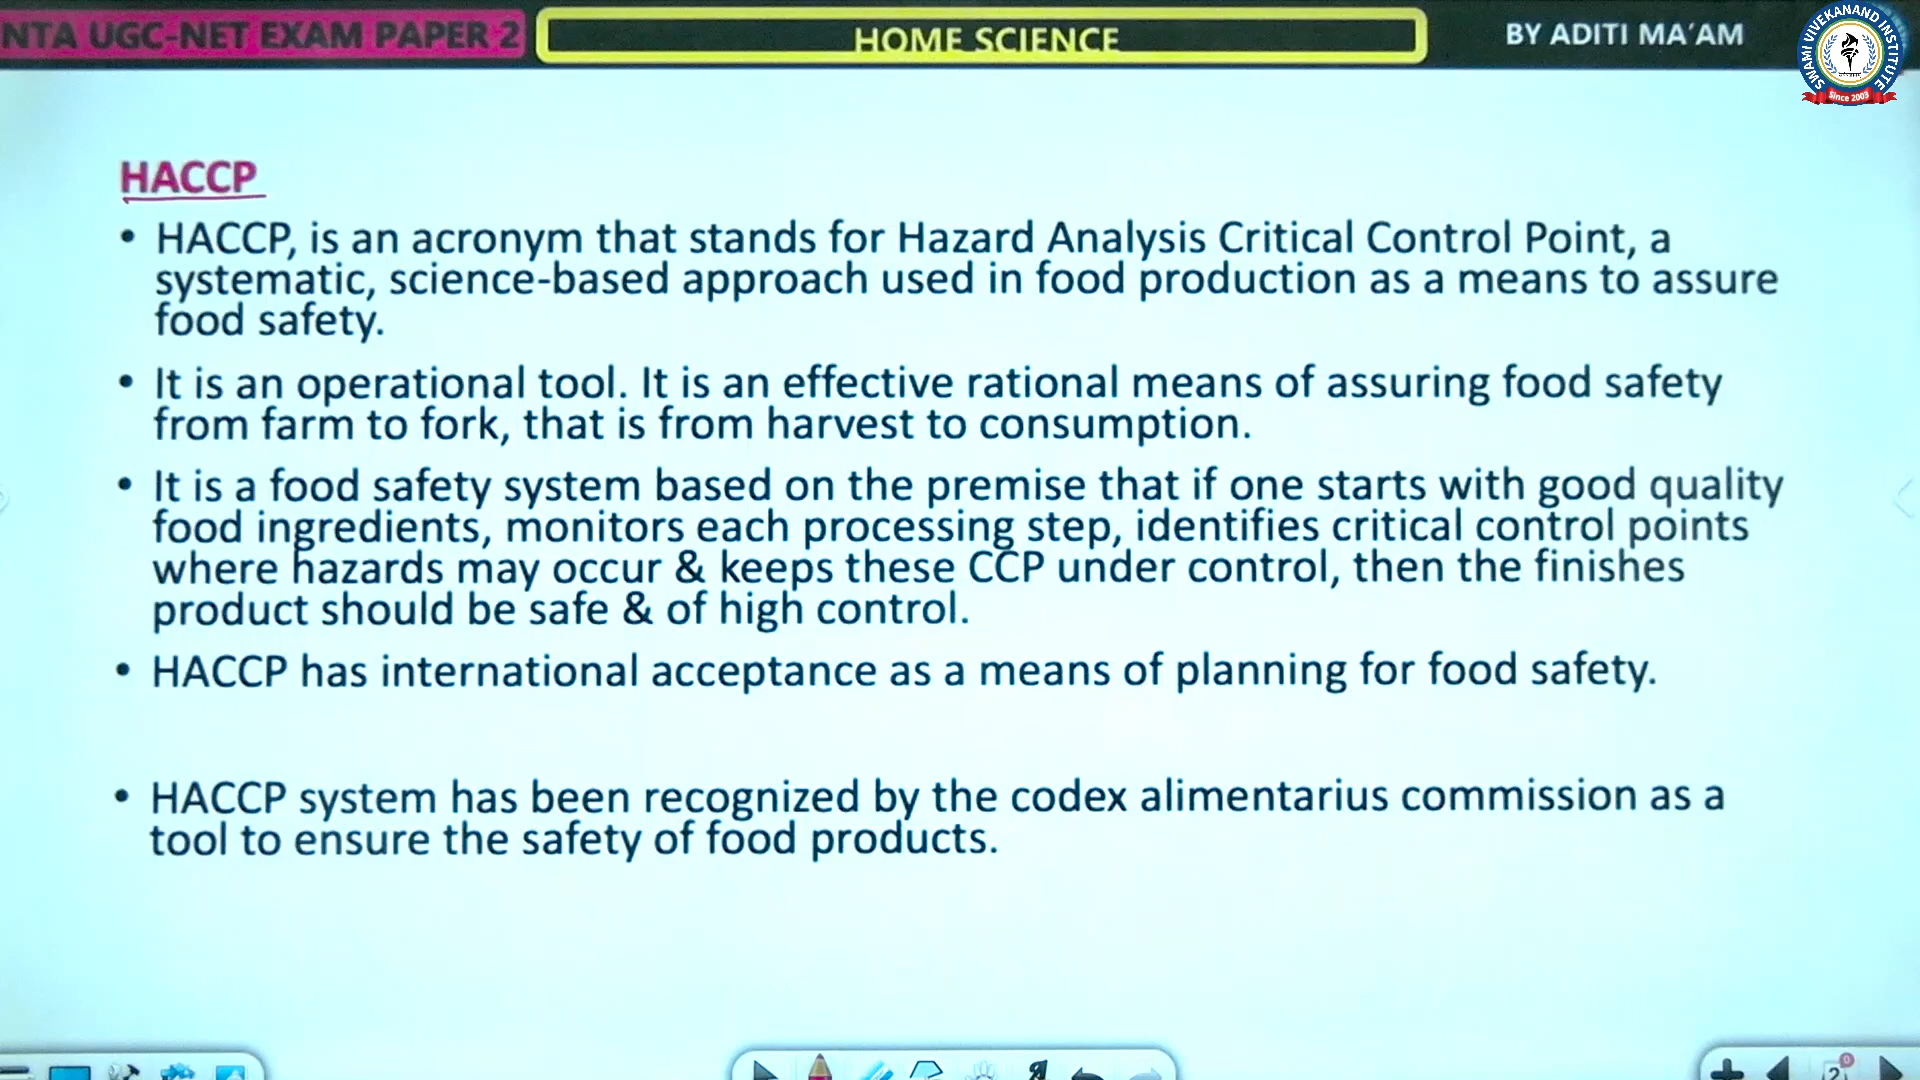 NTA UGC-NET EXAM PAPER 2
HOME SCIENCE
BY ADITI MA'AM
SWAMI VIVEKANAND INSTITUTE
Since 2003
HACCP
• HACCP, is an acronym that stands for Hazard Analysis Critical Control Point, a
systematic, science-based approach used in food production as a means to assure
food safety.
• It is an operational tool. It is an effective rational means of assuring food safety
from farm to fork, that is from harvest to consumption.
• It is a food safety system based on the premise that if one starts with good quality
food ingredients, monitors each processing step, identifies critical control points
where hazards may occur & keeps these CCP under control, then the finishes
product should be safe & of high control.
• HACCP has international acceptance as a means of planning for food safety.
• HACCP system has been recognized by the codex alimentarius commission as a
tool to ensure the safety of food products.
2
0